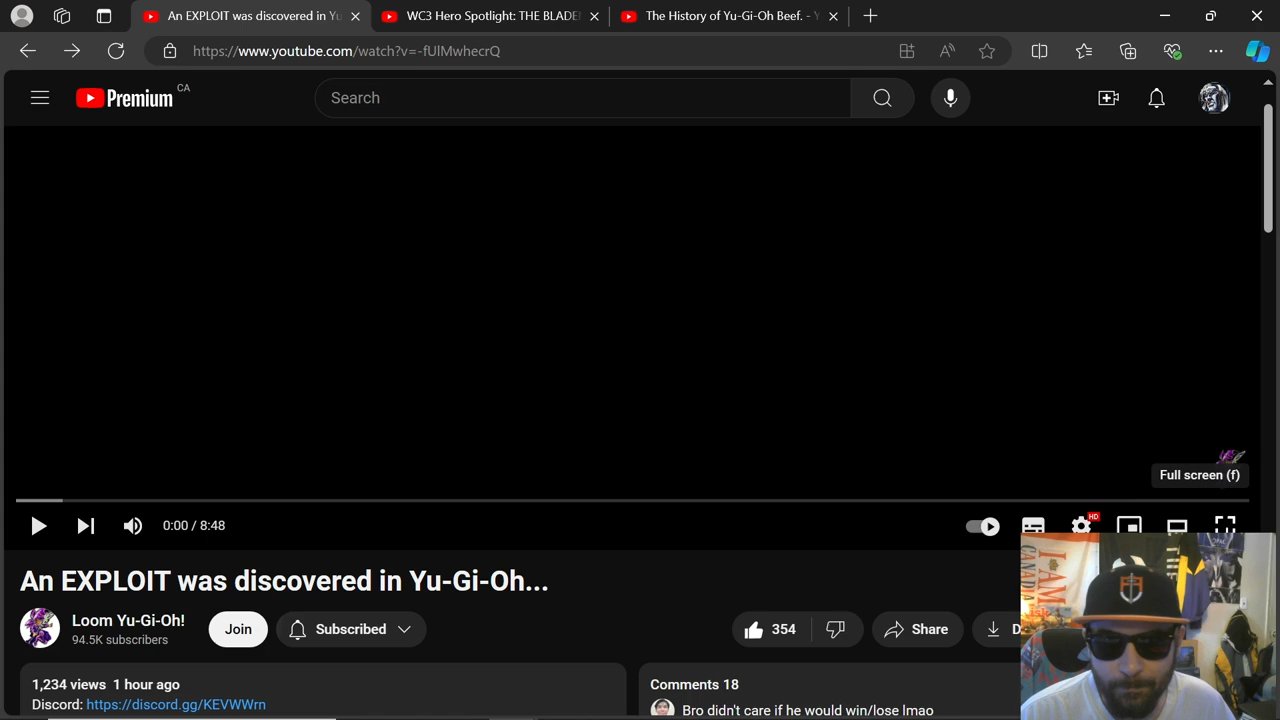 An EXPLOIT was discovered in Yu
WC3 Hero Spotlight: THE BLADE
The History of Yu-Gi-Oh Beef. - Y
https://www.youtube.com/watch?v=-fUIMwhecrQ
Premium CA
Search
Full screen (f)
0:00 / 8:48
HD
An EXPLOIT was discovered in Yu-Gi-Oh...
Loom Yu-Gi-Oh!
94.5K subscribers
Join
Subscribed
354
Share
D
1,234 views 1 hour ago
Discord: https://discord.gg/KEVWWrn
Comments 18
Bro didn't care if he would win/lose lmao
I AM
CANADIA